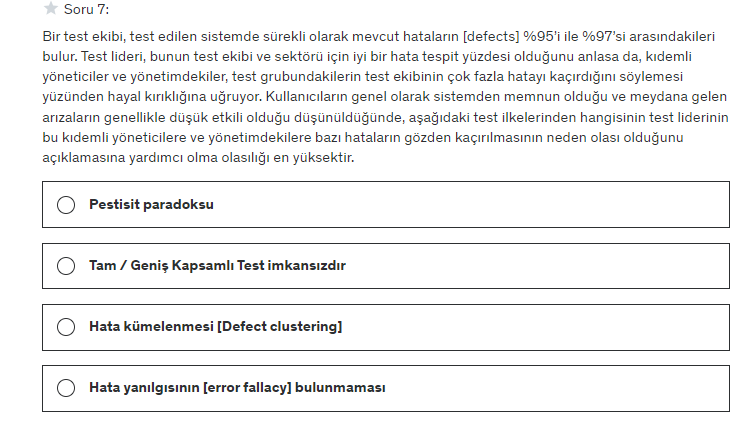 Soru 7:
Bir test ekibi, test edilen sistemde sürekli olarak mevcut hataların [defects] %95'i ile %97'si arasındakileri
bulur. Test lideri, bunun test ekibi ve sektörü için iyi bir hata tespit yüzdesi olduğunu anlasa da, kıdemli
yöneticiler ve yönetimdekiler, test grubundakilerin test ekibinin çok fazla hatayı kaçırdığını söylemesi
yüzünden hayal kırıklığına uğruyor. Kullanıcıların genel olarak sistemden memnun olduğu ve meydana gelen
arızaların genellikle düşük etkili olduğu düşünüldüğünde, aşağıdaki test ilkelerinden hangisinin test liderinin
bu kıdemli yöneticilere ve yönetimdekilere bazı hataların gözden kaçırılmasının neden olası olduğunu
açıklamasına yardımcı olma olasılığı en yüksektir.
Pestisit paradoksu
Tam / Geniş Kapsamlı Test imkansızdır
Hata kümelenmesi [Defect clustering]
Hata yanılgısının [error fallacy] bulunmaması